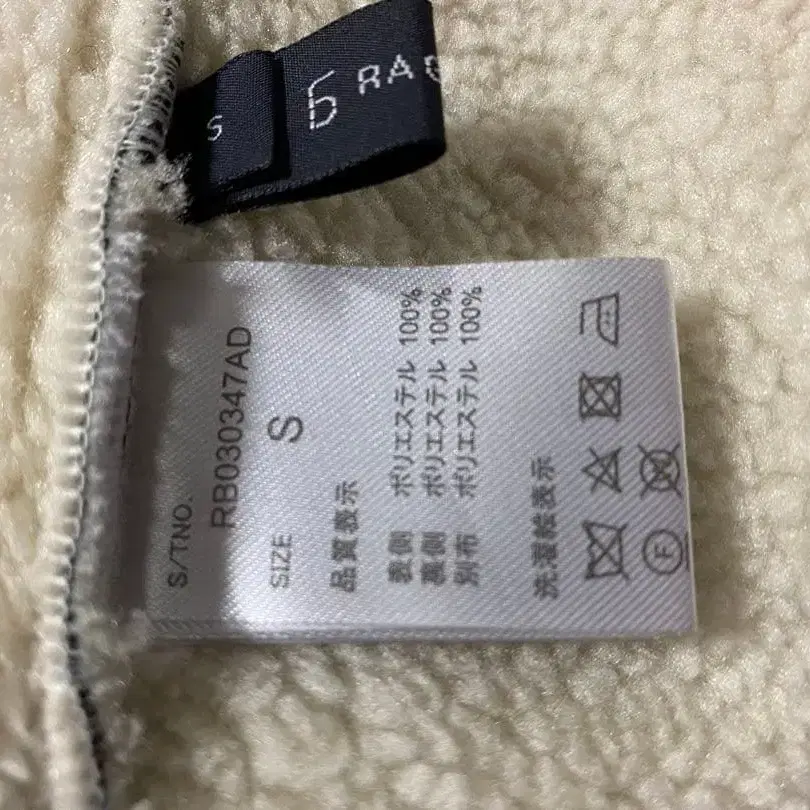 S
RAG
S/TNO.
RB030347AD
SIZE S
品質表示
表側 ポリエステル 100%
裏側 ポリエステル 100%
別布 ポリエステル 100%
洗濯絵表示
E